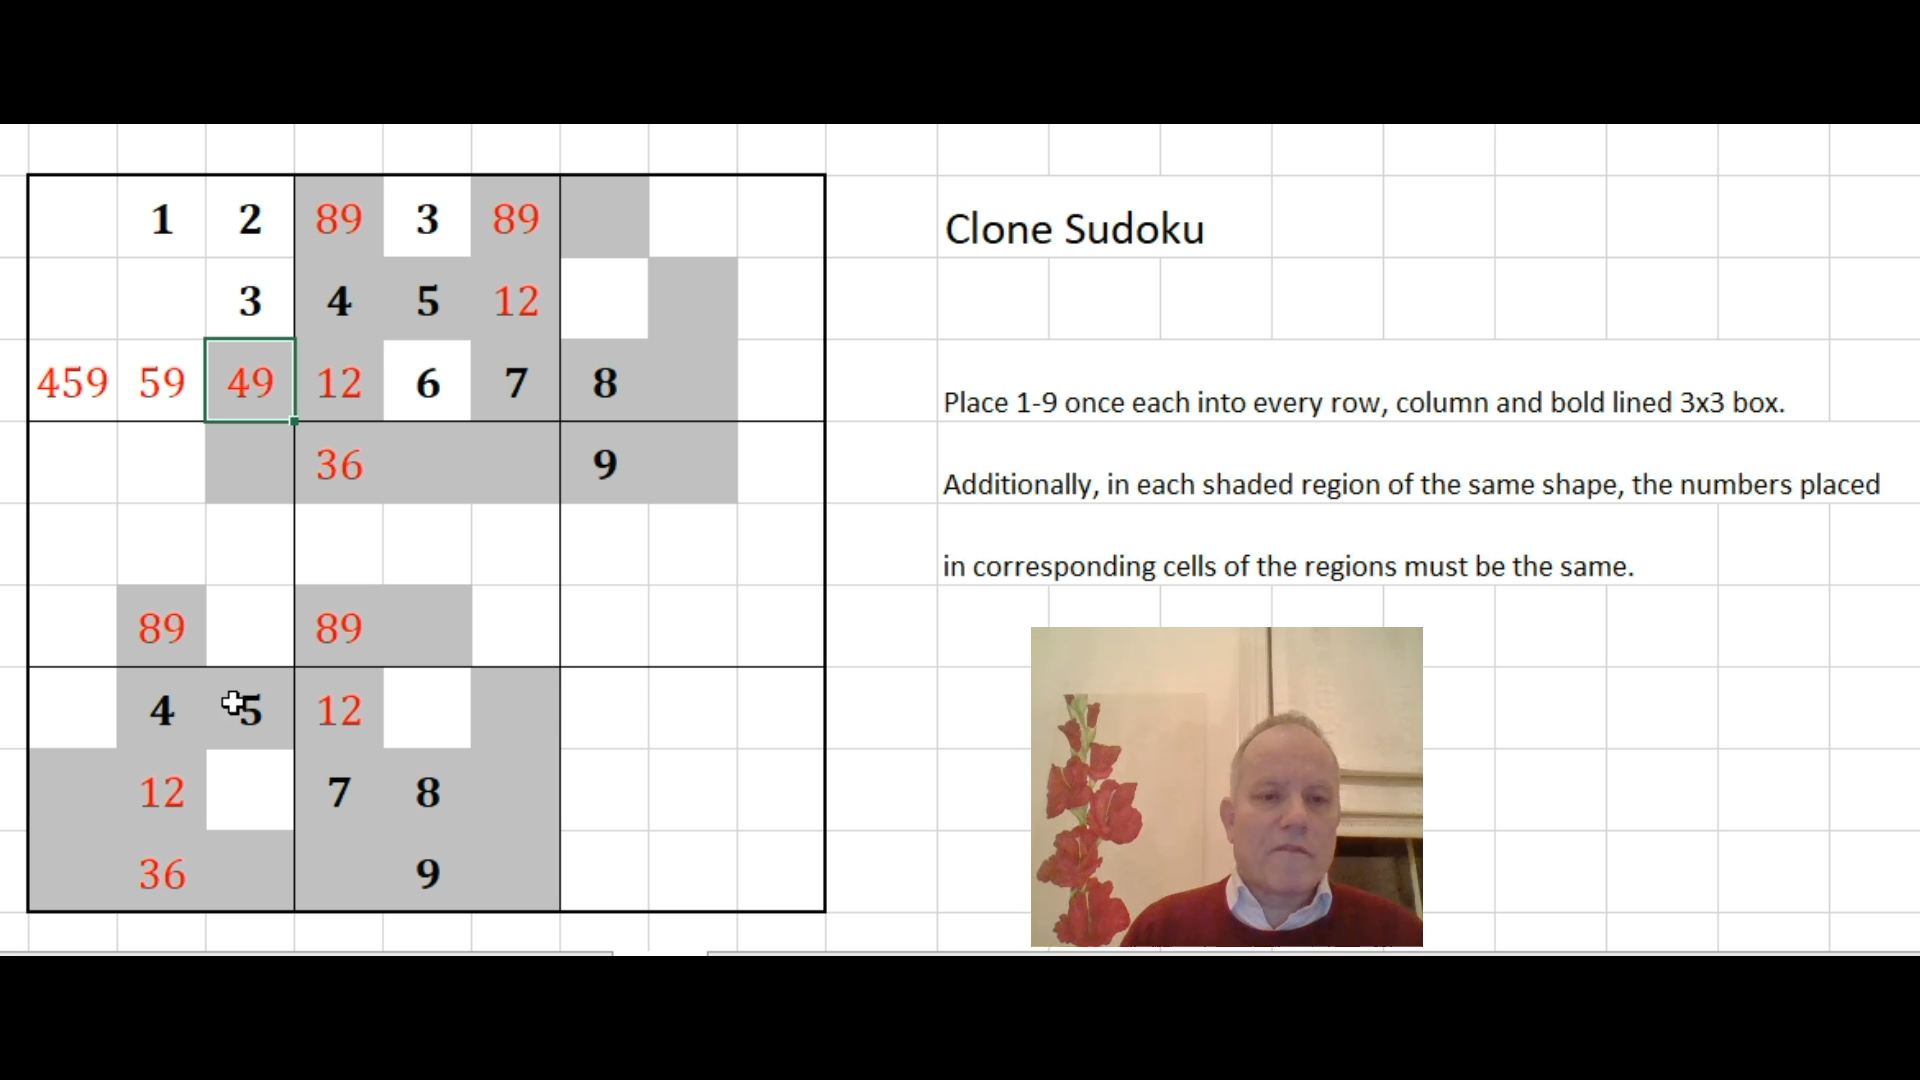 1 2 89 3 89
3 4 5 12
459 59 49 12 6 7 8
36 9
89 89
4 5 12
12 7 8
36 9
Clone Sudoku
Place 1-9 once each into every row, column and bold lined 3x3 box.
Additionally, in each shaded region of the same shape, the numbers placed
in corresponding cells of the regions must be the same.